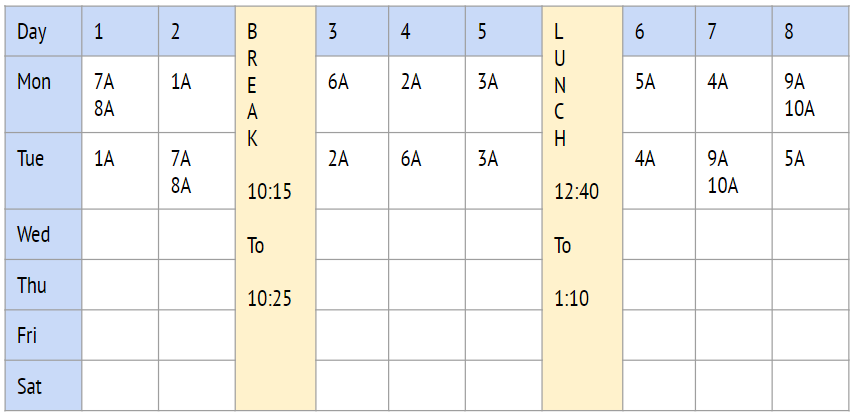 Day 1 2 B R E A K 3 4 5 L U N C H 6 7 8
10:15 To 10:25
12:40 To 1:10
Mon 7A 8A 1A 6A 2A 3A 5A 4A 9A 10A
Tue 1A 7A 8A 2A 6A 3A 4A 9A 10A 5A
Wed
Thu
Fri
Sat